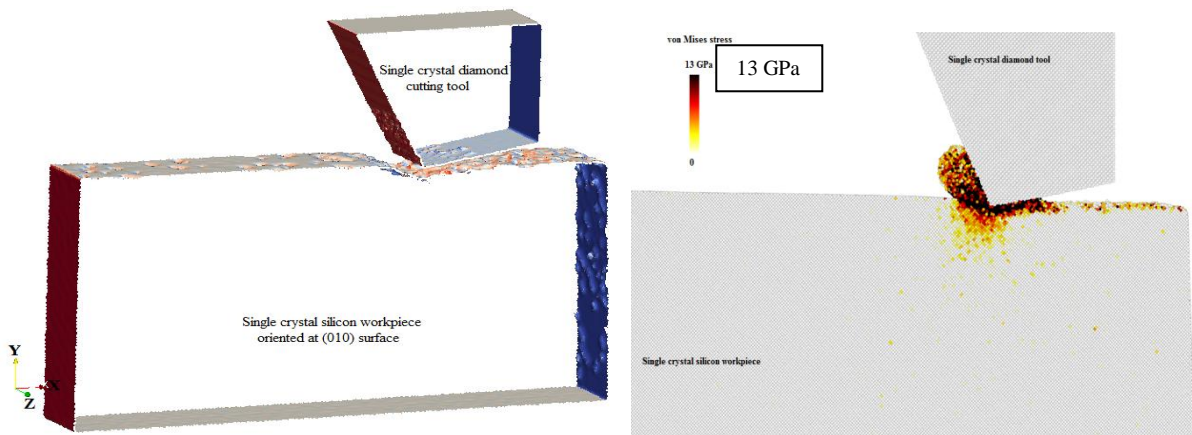 Single crystal diamond
cutting tool
Single crystal silicon workpiece
oriented at (010) surface
Y
X
Z
von Mises stress
13 GPa
13 GPa
0
Single crystal diamond tool
Single crystal silicon workpiece